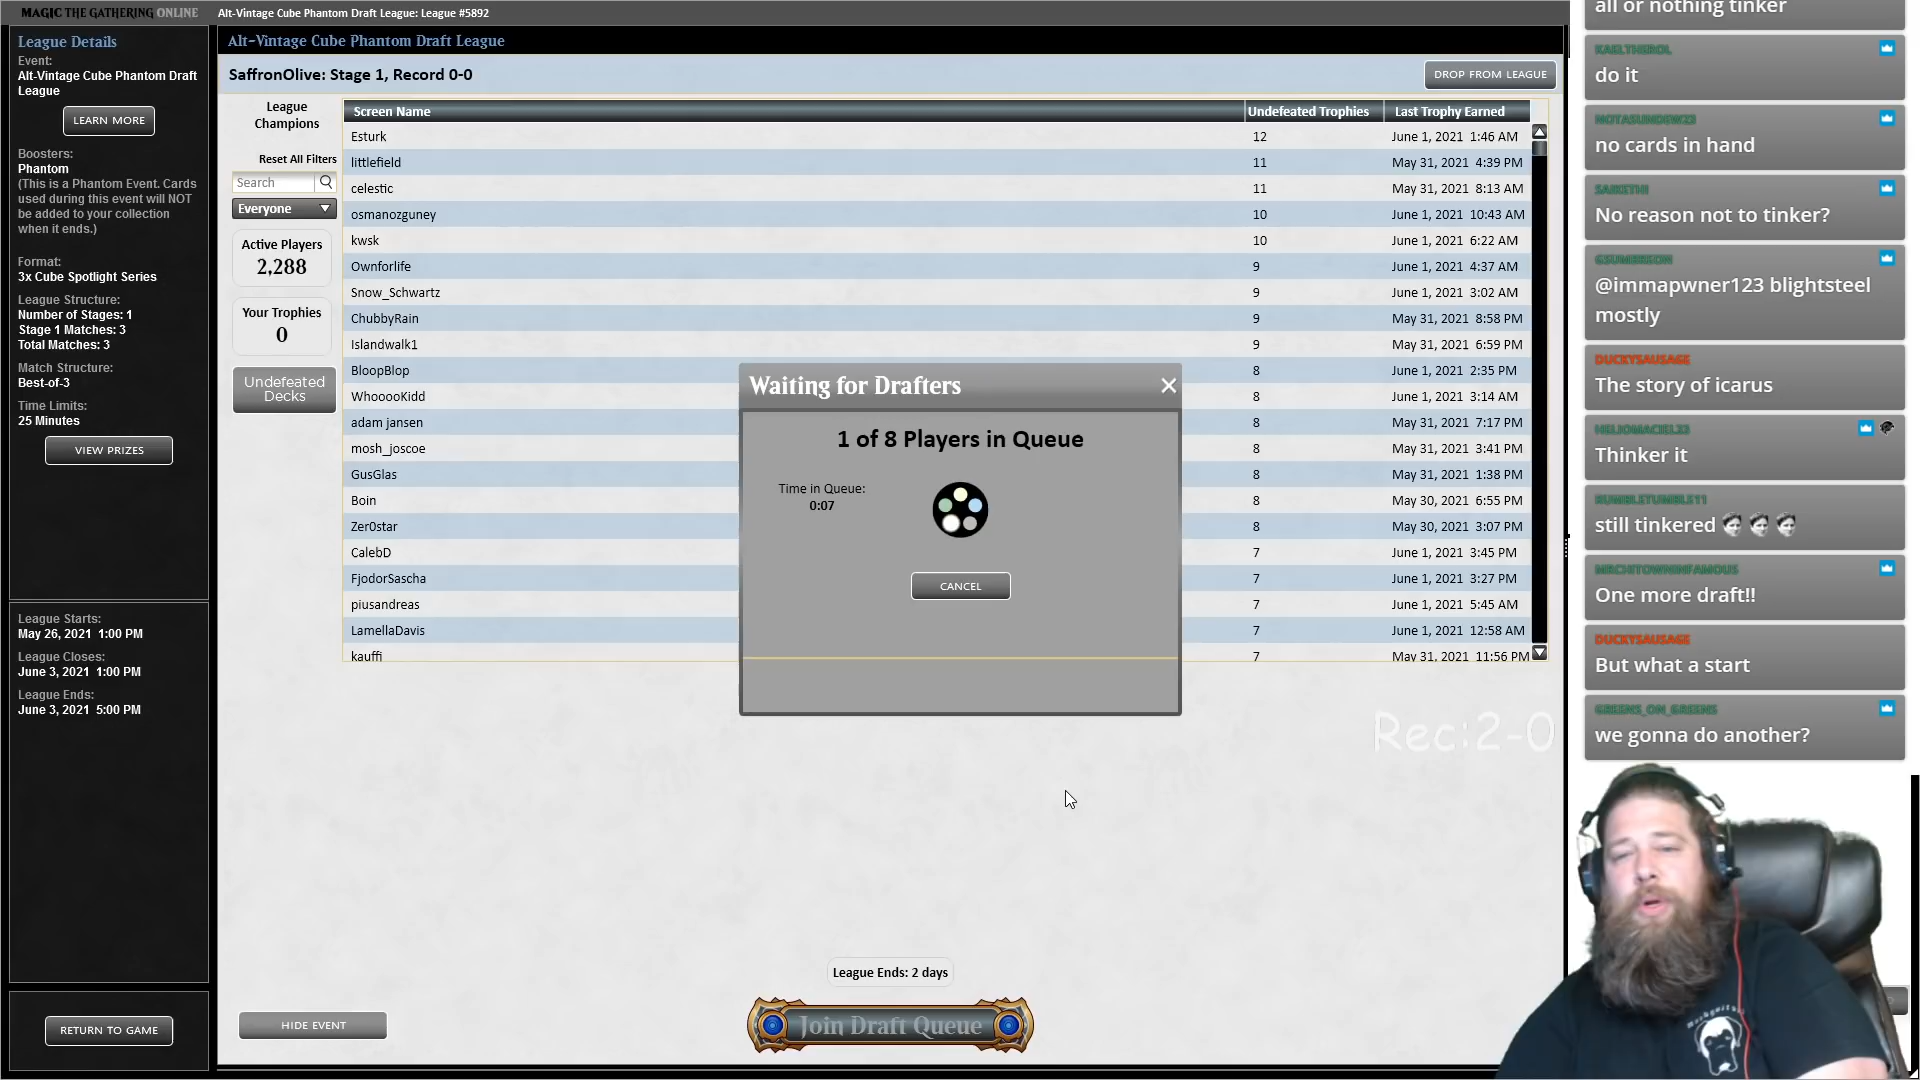 MAGIC THE GATHERING ONLINE
Alt-Vintage Cube Phantom Draft League: League #5892
League Details
Event:
Alt-Vintage Cube Phantom Draft
League
LEARN MORE
Boosters:
Phantom
(This is a Phantom Event. Cards
used during this event will NOT
be added to your collection
when it ends.)
Format:
3x Cube Spotlight Series
League Structure:
Number of Stages: 1
Stage 1 Matches: 3
Total Matches: 3
Match Structure:
Best-of-3
Time Limits:
25 Minutes
VIEW PRIZES
League Starts:
May 26, 2021 1:00 PM
League Closes:
June 3, 2021 1:00 PM
League Ends:
June 3, 2021 5:00 PM
RETURN TO GAME
Alt-Vintage Cube Phantom Draft League
SaffronOlive: Stage 1, Record 0-0
DROP FROM LEAGUE
League
Champions
Reset All Filters
Search
Everyone
Active Players
2,288
Your Trophies
0
Undefeated
Decks
Screen Name Undefeated Trophies Last Trophy Earned
Esturk 12 June 1, 2021 1:46 AM
littlefield 11 May 31, 2021 4:39 PM
celestic 11 May 31, 2021 8:13 AM
osmanozguney 10 June 1, 2021 10:43 AM
kwsk 10 June 1, 2021 6:22 AM
Ownforlife 9 June 1, 2021 4:37 AM
Snow_Schwartz 9 June 1, 2021 3:02 AM
ChubbyRain 9 May 31, 2021 8:58 PM
Islandwalk1 9 May 31, 2021 6:59 PM
BloopBlop 8 June 1, 2021 2:35 PM
WhooooKidd 8 June 1, 2021 3:14 AM
adam jansen 8 May 31, 2021 7:17 PM
mosh_joscoe 8 May 31, 2021 3:41 PM
GusGlas 8 May 31, 2021 1:38 PM
Boin 8 May 30, 2021 6:55 PM
Zer0star 8 May 30, 2021 3:07 PM
CalebD 7 June 1, 2021 3:45 PM
FjodorSascha 7 June 1, 2021 3:27 PM
piusandreas 7 June 1, 2021 5:45 AM
LamellaDavis 7 June 1, 2021 12:58 AM
kauffi 7 May 31, 2021 11:56 PM
Waiting for Drafters
1 of 8 Players in Queue
Time in Queue:
0:07
CANCEL
Rec:2-0
League Ends: 2 days
HIDE EVENT
Join Draft Queue
all or nothing tinker
KAELTHEROL
do it
NOTASUNDEW23
no cards in hand
SAIKETHI
No reason not to tinker?
@immapwner123 blightsteel
mostly
DUCKYSAUSAGE
The story of icarus
HELIOMACIEL33
Thinker it
RUMBLETUMBLE11
still tinkered
MRCHITOWNINFAMOUS
One more draft!!
DUCKYSAUSAGE
But what a start
GREENS_ON_GREENS
we gonna do another?